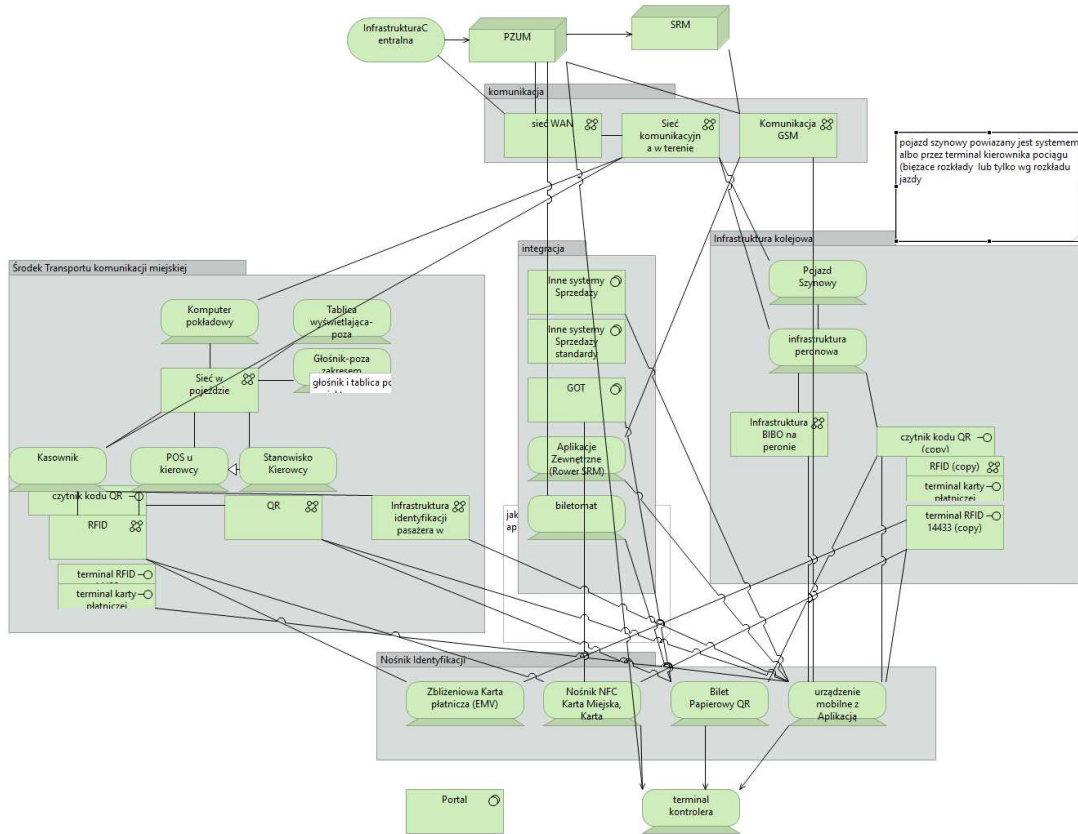 InfrastrukturaC
entralna
PZUM
SRM
komunikacja
sieć WAN
Sieć
komunikacyjn
a w terenie
Komunikacja
GSM
pojazd szynowy powiazany jest systemem
albo przez terminal kierownika pociągu
(bieżace rozkłady lub tylko wg rozkładu
jazdy
Środek Transportu komunikacji miejskiej
Komputer
pokładowy
Tablica
wyświetlająca-
poza
Głośnik-poza
zakresem
głośnik i tablica po
Sieć w
pojeździe
Kasownik
POS u
kierowcy
Stanowisko
Kierowcy
czytnik kodu QR
RFID
QR
Infrastruktura
identyfikacji
pasażera w
terminal RFID
terminal karty
płatniczej
integracja
Inne systemy
Sprzedaży
Inne systemy
Sprzedaży
standardy
GOT
Aplikacje
Zewnętrzne
(Rower SRM)
biletomat
jak
ap
Infrastruktura kolejowa
Pojazd
Szynowy
infrastruktura
peronowa
Infrastruktura
BIBO na
peronie
czytnik kodu QR
(copy)
RFID (copy)
terminal karty
płatniczej
terminal RFID
14433 (copy)
Nośnik Identyfikacji
Zbliżeniowa Karta
płatnicza (EMV)
Nośnik NFC
Karta Miejska,
Karta
Bilet
Papierowy QR
urządzenie
mobilne z
Aplikacją
Portal
terminal
kontrolera